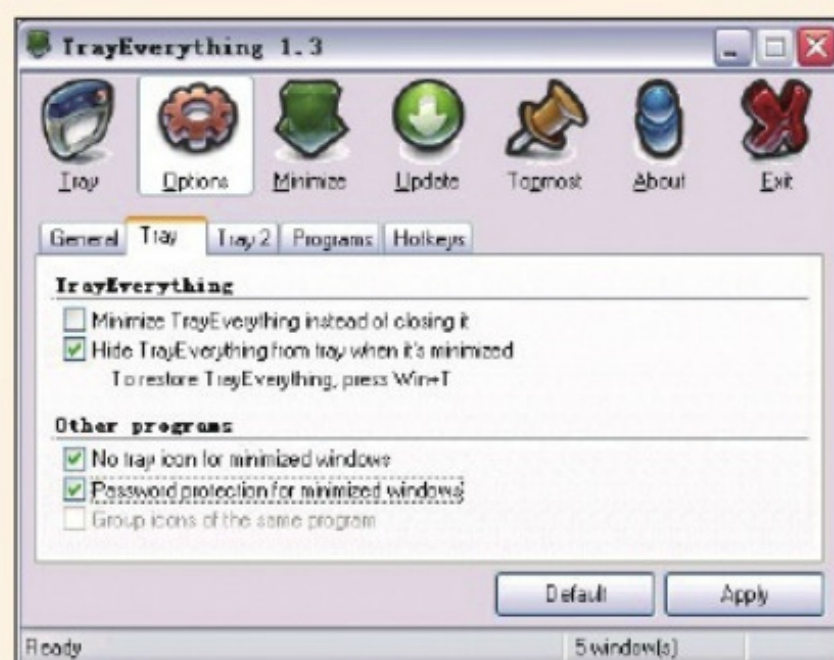 TrayEverything 1.3
Tray Options Minimize Update Topmost About Exit
General Tray Tray 2 Programs Hotkeys
TrayEverything
Minimize TrayEverything instead of closing it
Hide TrayEverything from tray when it's minimized
To restore TrayEverything, press Win+T
Other programs
No tray icon for minimized windows
Password protection for minimized windows
Group icons of the same program
Default Apply
Ready 5 window(s)